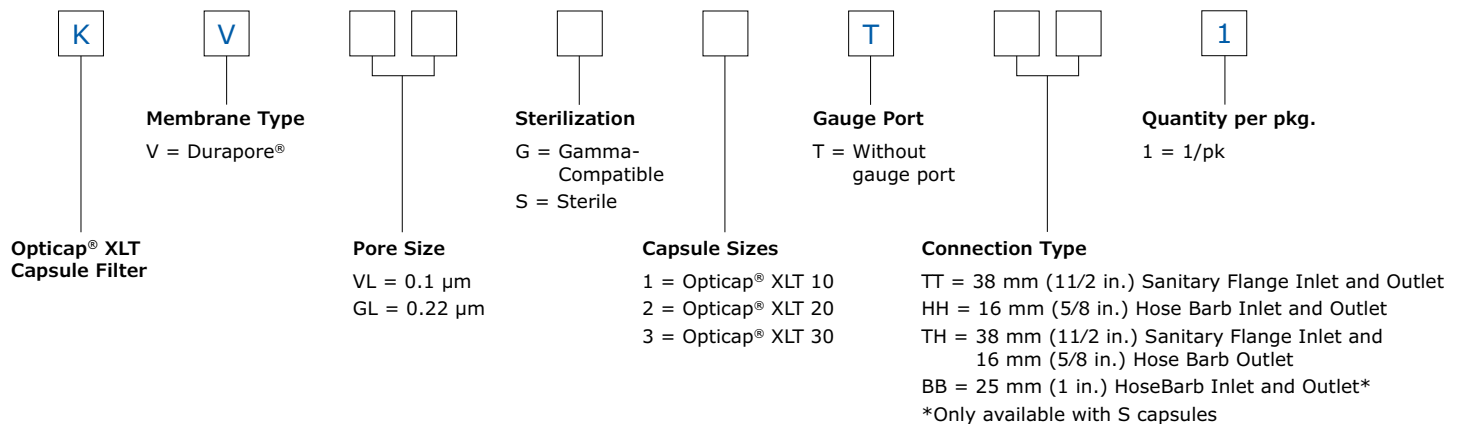 K V T 1
Membrane Type
V = Durapore®
Sterilization
G = Gamma-
Compatible
S = Sterile
Gauge Port
T = Without
gauge port
Quantity per pkg.
1 = 1/pk
Opticap® XLT
Capsule Filter
Pore Size
VL = 0.1 µm
GL = 0.22 µm
Capsule Sizes
1 = Opticap® XLT 10
2 = Opticap® XLT 20
3 = Opticap® XLT 30
Connection Type
TT = 38 mm (11/2 in.) Sanitary Flange Inlet and Outlet
HH = 16 mm (5/8 in.) Hose Barb Inlet and Outlet
TH = 38 mm (11/2 in.) Sanitary Flange Inlet and
16 mm (5/8 in.) Hose Barb Outlet
BB = 25 mm (1 in.) HoseBarb Inlet and Outlet*
*Only available with S capsules